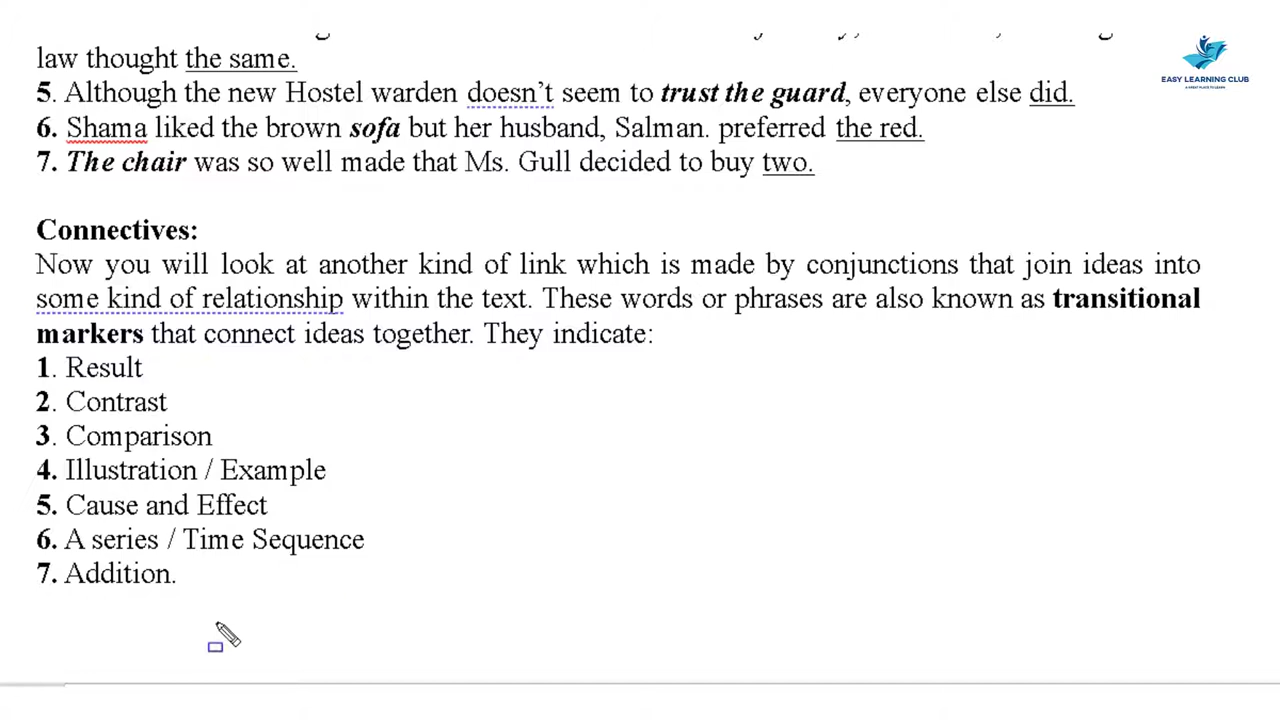 law thought the same.
EASY LEARNING CLUB
A GREAT PLACE TO LEARN
5. Although the new Hostel warden doesn’t seem to trust the guard, everyone else did.
6. Shama liked the brown sofa but her husband, Salman. preferred the red.
7. The chair was so well made that Ms. Gull decided to buy two.
Connectives:
Now you will look at another kind of link which is made by conjunctions that join ideas into
some kind of relationship within the text. These words or phrases are also known as transitional
markers that connect ideas together. They indicate:
1. Result
2. Contrast
3. Comparison
4. Illustration / Example
5. Cause and Effect
6. A series / Time Sequence
7. Addition.